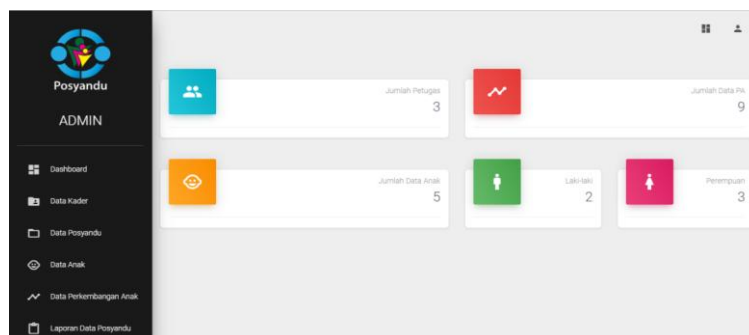 Posyandu
ADMIN
Dashboard
Data Kader
Data Posyandu
Data Anak
Data Perkembangan Anak
Laporan Data Posyandu
Jumlah Petugas
3
Jumlah Data PA
9
Jumlah Data Anak
5
Laki-laki
2
Perempuan
3